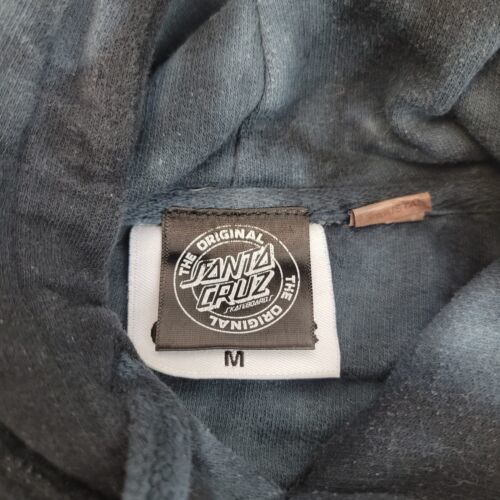 THE ORIGINAL
SANTA
CRUZ
SKATEBOARDS
THE ORIGINAL
M